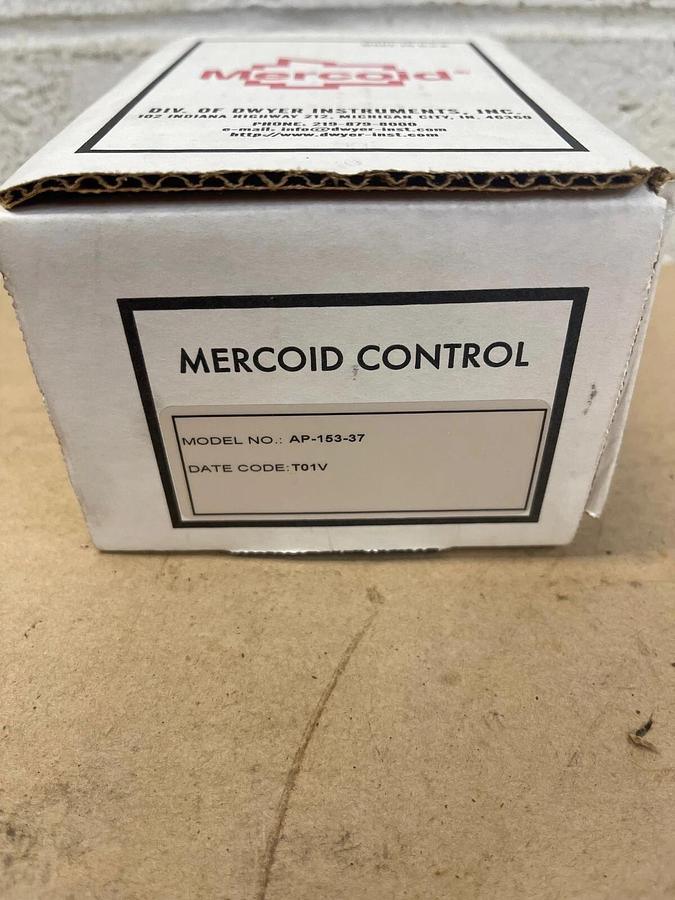 Mercoid®
DIV. OF DWYER INSTRUMENTS, INC.
102 INDIANA HIGHWAY 212, MICHIGAN CITY, IN. 46360
PHONE: 219-879-8000
e-mail: info@dwyer-inst.com
http://www.dwyer-inst.com
MERCOID CONTROL
MODEL NO.: AP-153-37
DATE CODE: T01V